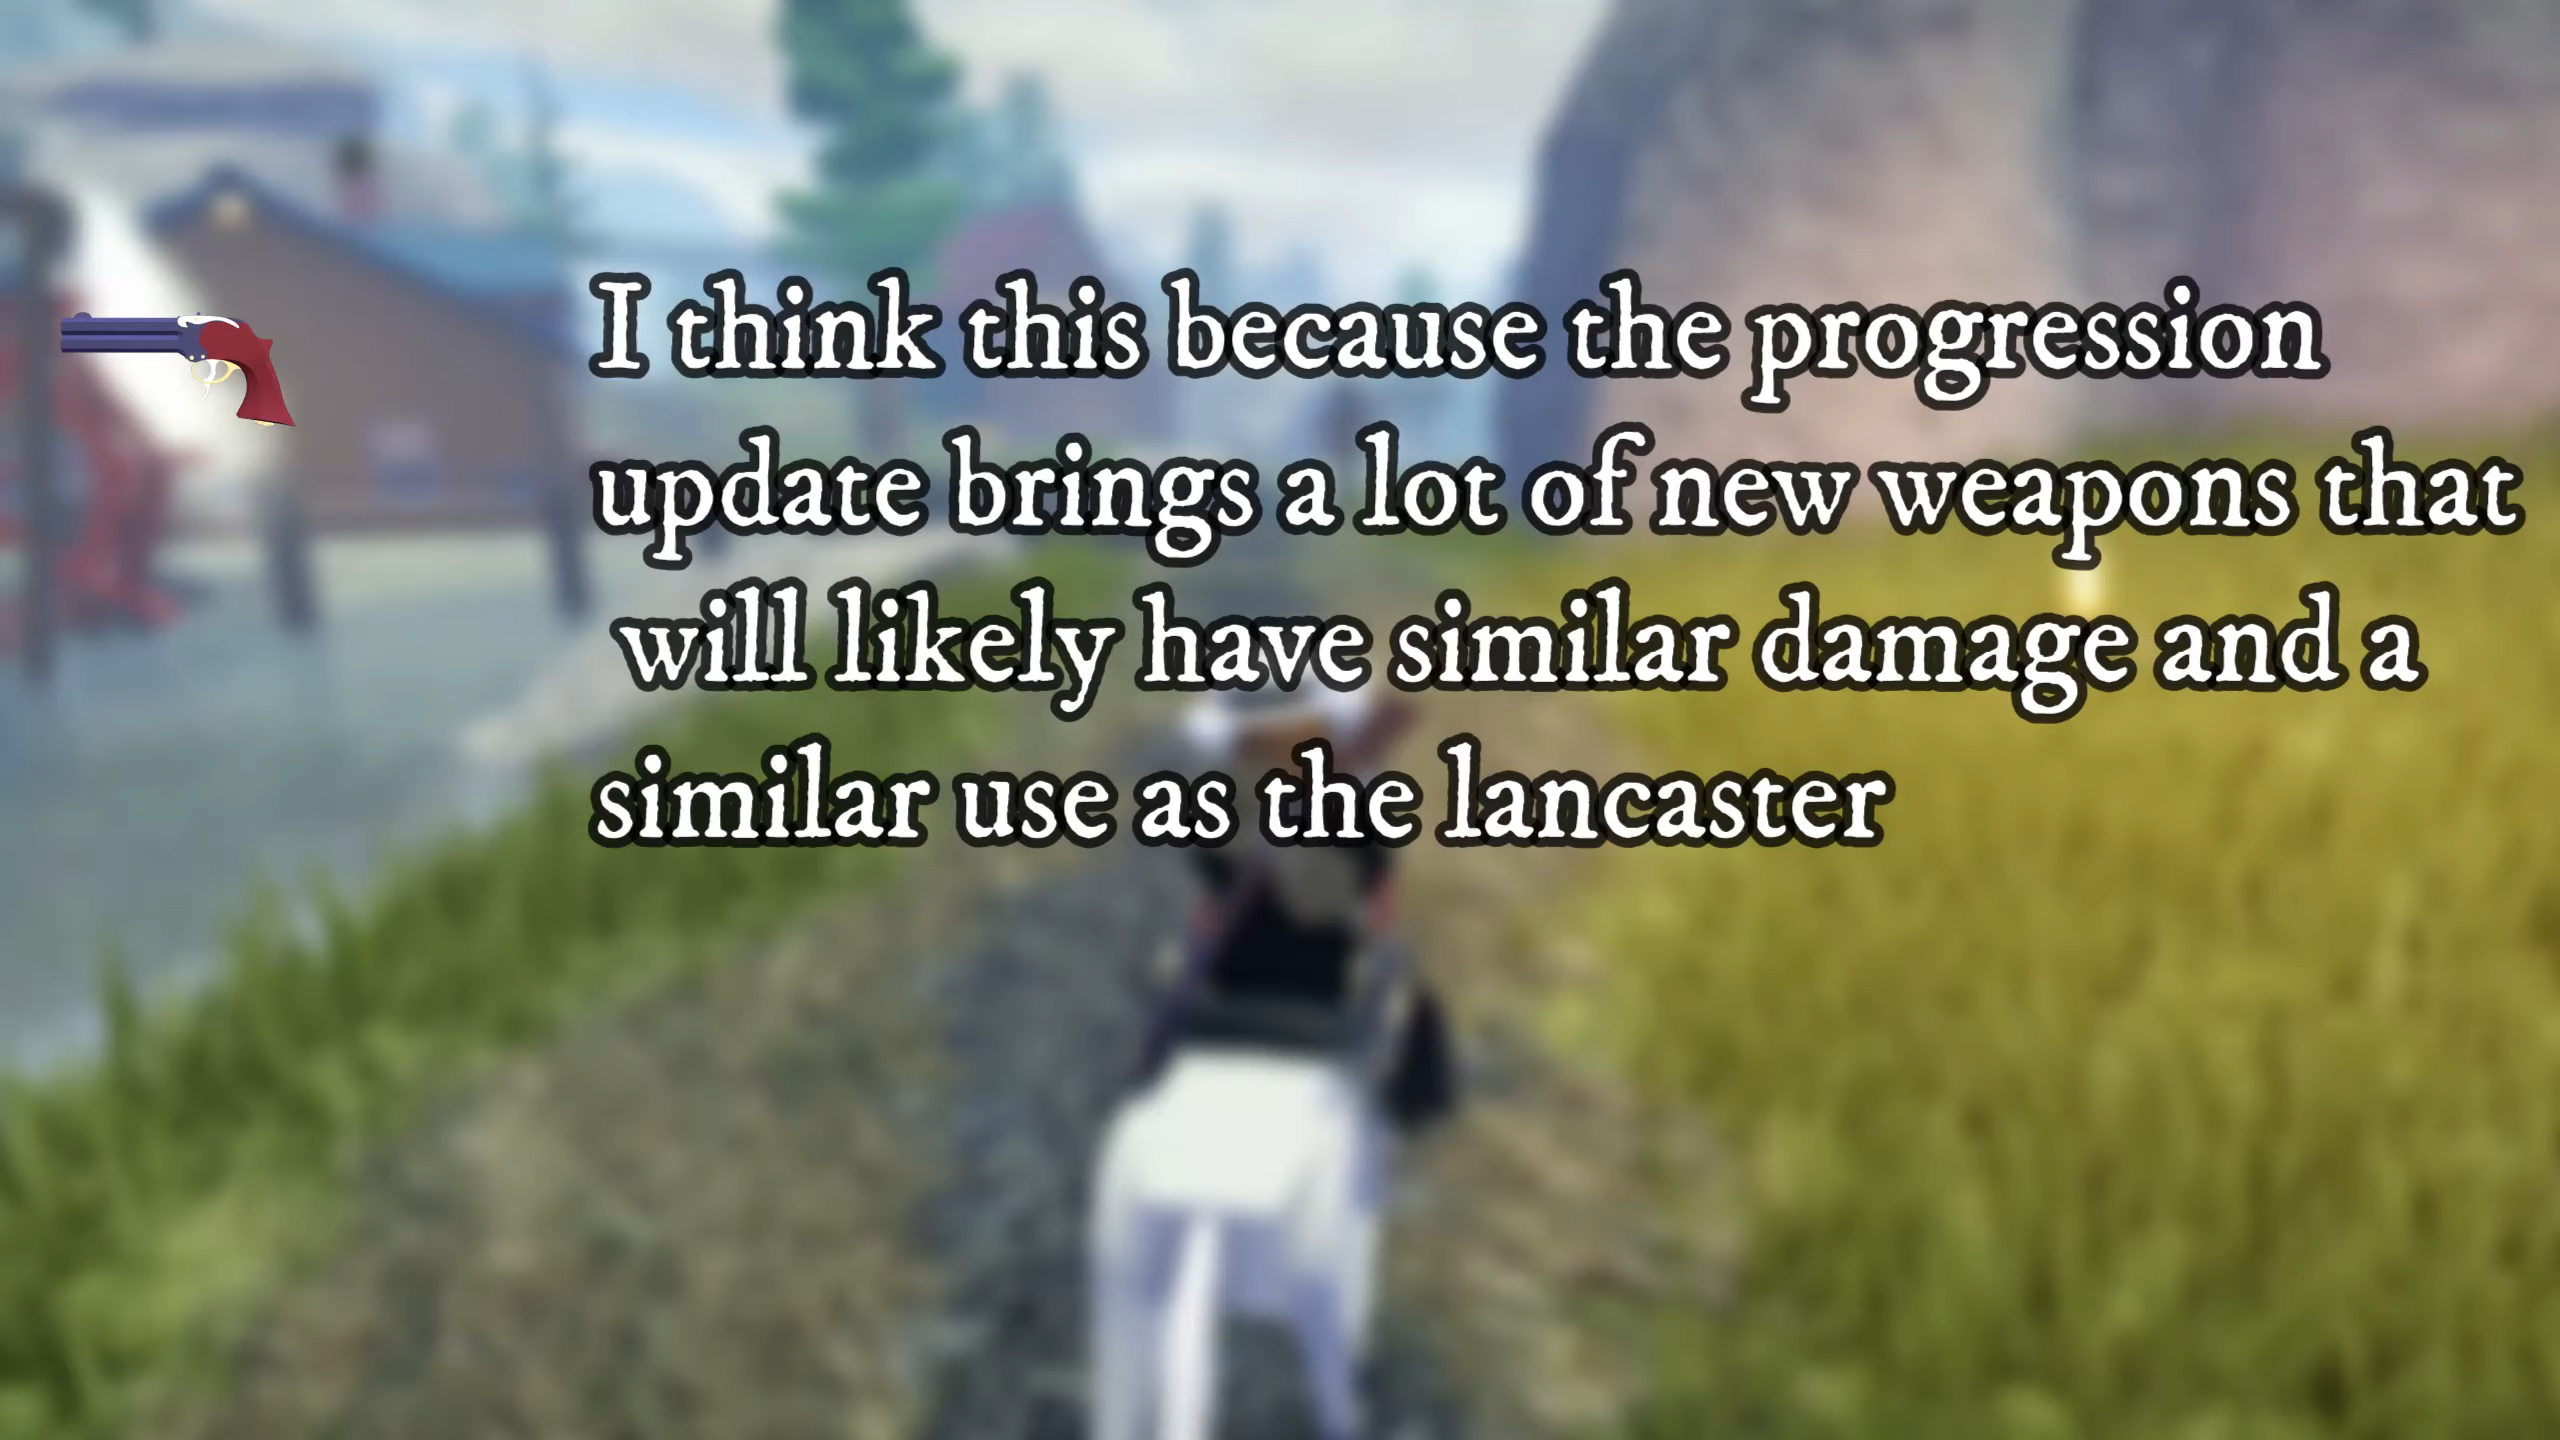 I think this because the progression
update brings a lot of new weapons that
will likely have similar damage and a
similar use as the lancaster